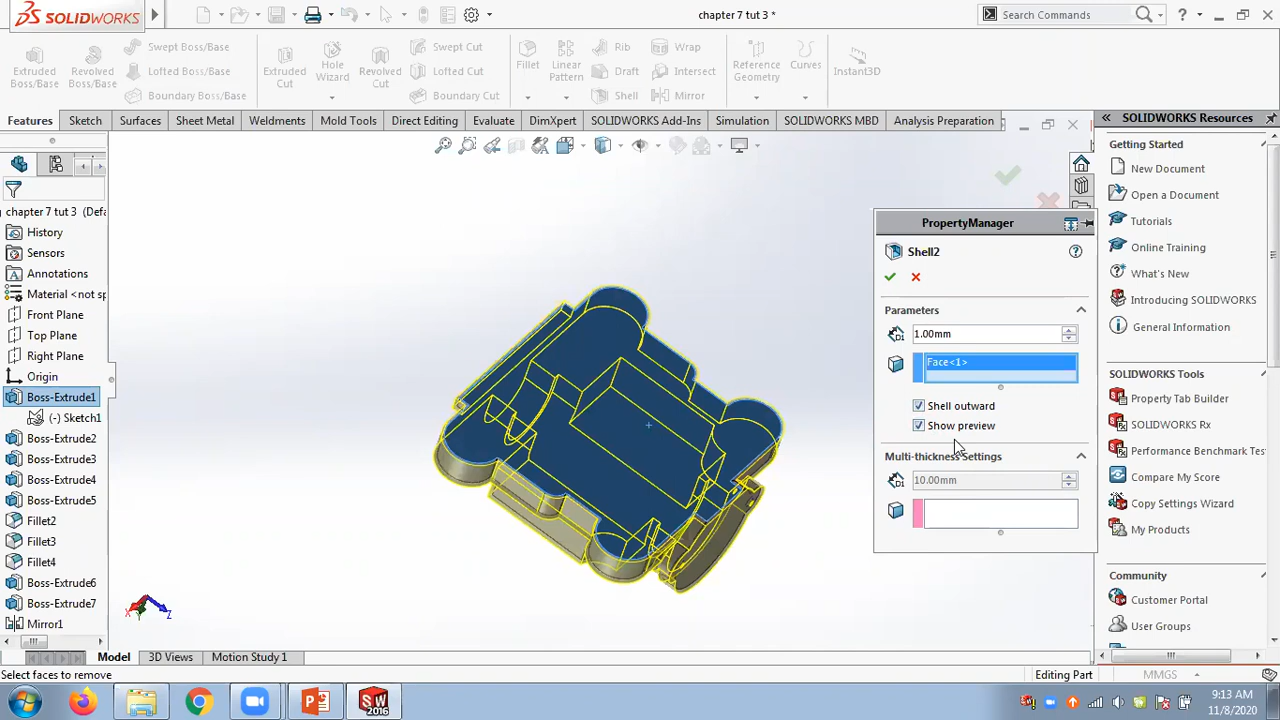 SOLIDWORKS
chapter 7 tut 3 *
Search Commands
Extruded
Boss/Base
Revolved
Boss/Base
Swept Boss/Base
Lofted Boss/Base
Boundary Boss/Base
Extruded
Cut
Hole
Wizard
Revolved
Cut
Swept Cut
Lofted Cut
Boundary Cut
Fillet
Linear
Pattern
Rib
Draft
Shell
Wrap
Intersect
Mirror
Reference
Geometry
Curves
Instant3D
Features
Sketch
Surfaces
Sheet Metal
Weldments
Mold Tools
Direct Editing
Evaluate
DimXpert
SOLIDWORKS Add-Ins
Simulation
SOLIDWORKS MBD
Analysis Preparation
chapter 7 tut 3 (Defa
History
Sensors
Annotations
Material <not sp
Front Plane
Top Plane
Right Plane
Origin
Boss-Extrude1
(-) Sketch1
Boss-Extrude2
Boss-Extrude3
Boss-Extrude4
Boss-Extrude5
Fillet2
Fillet3
Fillet4
Boss-Extrude6
Boss-Extrude7
Mirror1
X
Z
PropertyManager
Shell2
Parameters
1.00mm
Face<1>
Shell outward
Show preview
Multi-thickness Settings
10.00mm
SOLIDWORKS Resources
Getting Started
New Document
Open a Document
Tutorials
Online Training
What's New
Introducing SOLIDWORKS
General Information
SOLIDWORKS Tools
Property Tab Builder
SOLIDWORKS Rx
Performance Benchmark Tes
Compare My Score
Copy Settings Wizard
My Products
Community
Customer Portal
User Groups
Model
3D Views
Motion Study 1
Select faces to remove
Editing Part
MMGS
SW
2016
9:13 AM
11/8/2020